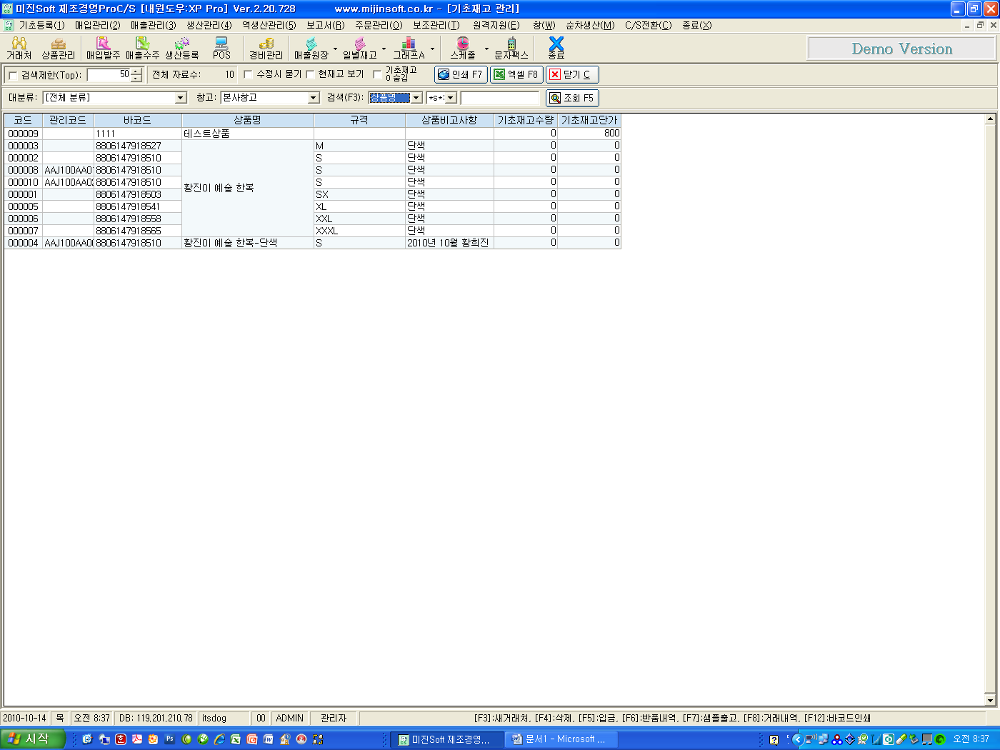 미진Soft 제조경영ProC/S [내윈도우:XP Pro] Ver.2.20.728 www.mijinsoft.co.kr - [기초재고 관리]
기초등록(1) 매입관리(2) 매출관리(3) 생산관리(4) 역생산관리(5) 보고서(R) 주문관리(O) 보조관리(T) 원격지원(E) 창(W) 순차생산(M) C/S전환(C) 종료(X)
거래처 상품관리 매입발주 매출수주 생산등록 POS 경비관리 매출원장 일별재고 그래프A 스케줄 문자팩스 종료
Demo Version
검색제한(Top): 50 전체 자료수: 10 수정시 묻기 현재고 보기 기초재고 0 숨김 인쇄 F7 엑셀 F8 닫기 C
대분류: [전체 분류] 창고: 본사창고 검색(F3): 상품명 *s*: 조회 F5
코드 관리코드 바코드 상품명 규격 상품비고사항 기초재고수량 기초재고단가
000009 1111 테스트상품 0 800
000003 8806147918527 M 단색 0 0
000002 8806147918510 S 단색 0 0
000008 AAJ100AA01 8806147918510 S 단색 0 0
000010 AAJ100AA02 8806147918510 S 단색 0 0
황진이 예술 한복
000001 8806147918503 SX 단색 0 0
000005 8806147918541 XL 단색 0 0
000006 8806147918558 XXL 단색 0 0
000007 8806147918565 XXXL 단색 0 0
000004 AAJ100AA00 8806147918510 황진이 예술 한복-단색 S 2010년 10월 황희진 0 0
2010-10-14 목 오전 8:37 DB: 119,201,210,78 itsdog 00 ADMIN 관리자 [F3]:새거래처, [F4]:삭제, [F5]:입금, [F6]:반품내역, [F7]:샘플출고, [F8]:거래내역, [F12]:바코드인쇄
시작 미진Soft 제조경영... 문서1 - Microsoft ... 오전 8:37